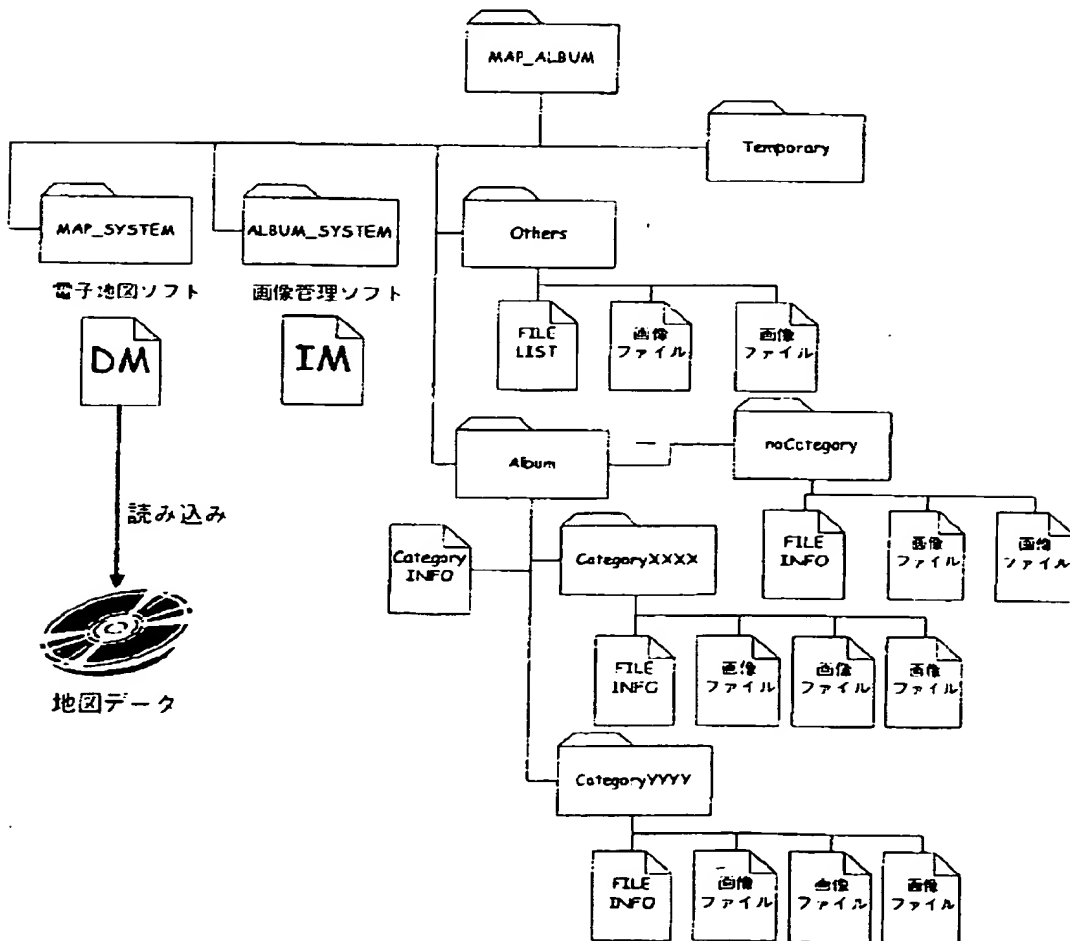 MAP_ALBUM
Temporary
MAP_SYSTEM
ALBUM_SYSTEM
Others
電子地図ソフト
画像管理ソフト
DM
IM
FILE
LIST
画像
ファイル
画像
ファイル
noCategory
Album
読み込み
Category
INFO
CategoryXXXX
FILE
INFO
画像
ファイル
画像
ファイル
FILE
INFO
画像
ファイル
画像
ファイル
画像
ファイル
地図データ
CategoryYYYY
FILE
INFO
画像
ファイル
画像
ファイル
画像
ファイル